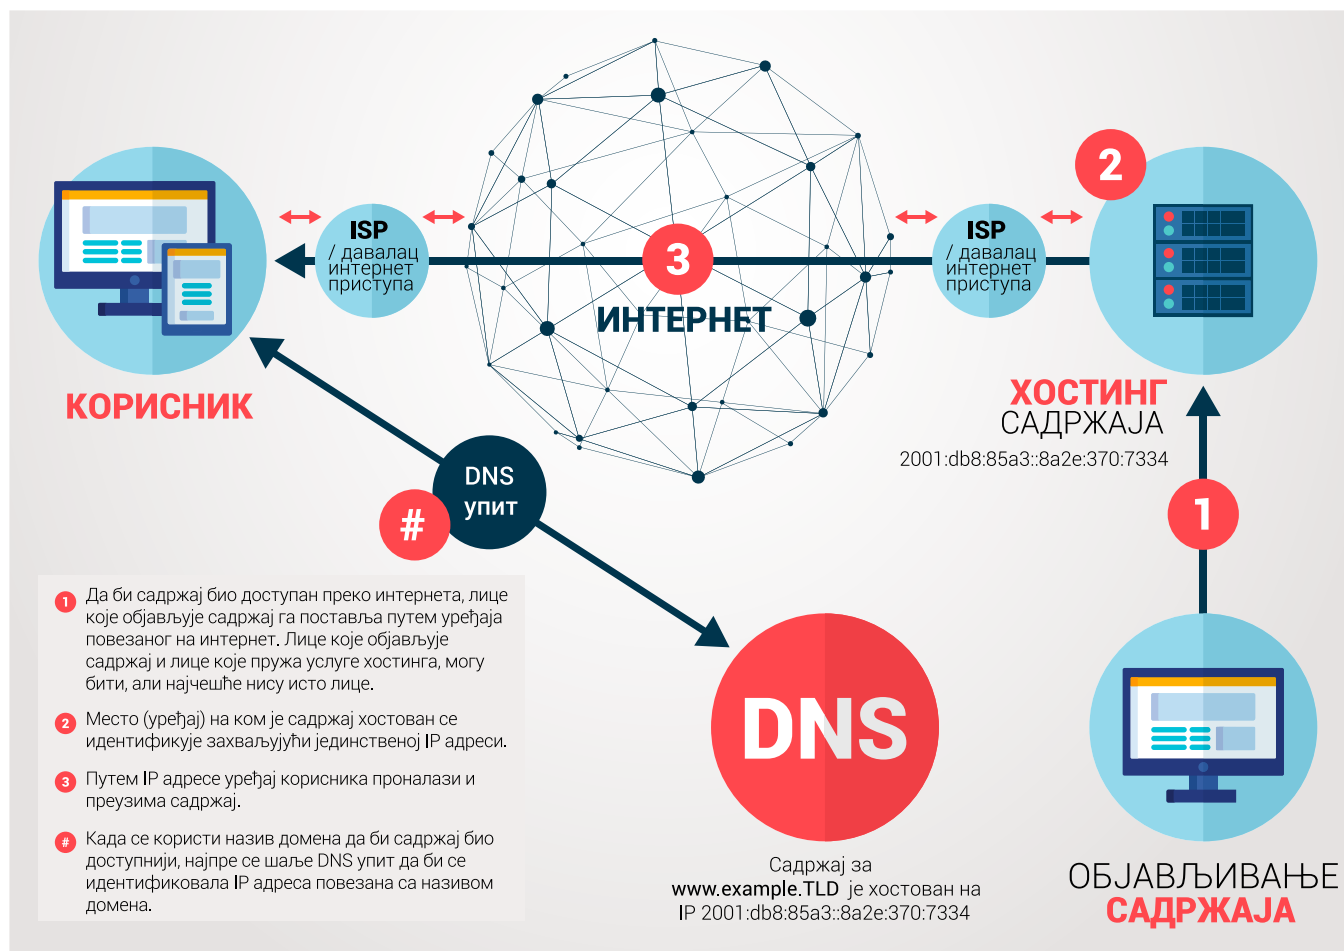 2
ISP
/ давалац
интернет
приступа
3
ИНТЕРНЕТ
ISP
/ давалац
интернет
приступа
КОРИСНИК
ХОСТИНГ
САДРЖАЈА
2001:db8:85a3::8a2e:370:7334
DNS
упит
#
1
1 Да би садржај био доступан преко интернета, лице
које објављује садржај га поставља путем уређаја
повезаног на интернет. Лице које објављује
садржај и лице које пружа услуге хостинга, могу
бити, али најчешће нису исто лице.
2 Место (уређај) на ком је садржај хостован се
идентификује захваљујући јединственој IP адреси.
3 Путем IP адресе уређај корисника проналази и
преузима садржај.
# Када се користи назив домена да би садржај био
доступнији, најпре се шаље DNS упит да би се
идентификовала IP адреса повезана са називом
домена.
DNS
Садржај за
www.example.TLD је хостован на
IP 2001:db8:85a3::8a2e:370:7334
ОБЈАВЉИВАЊЕ
САДРЖАЈА